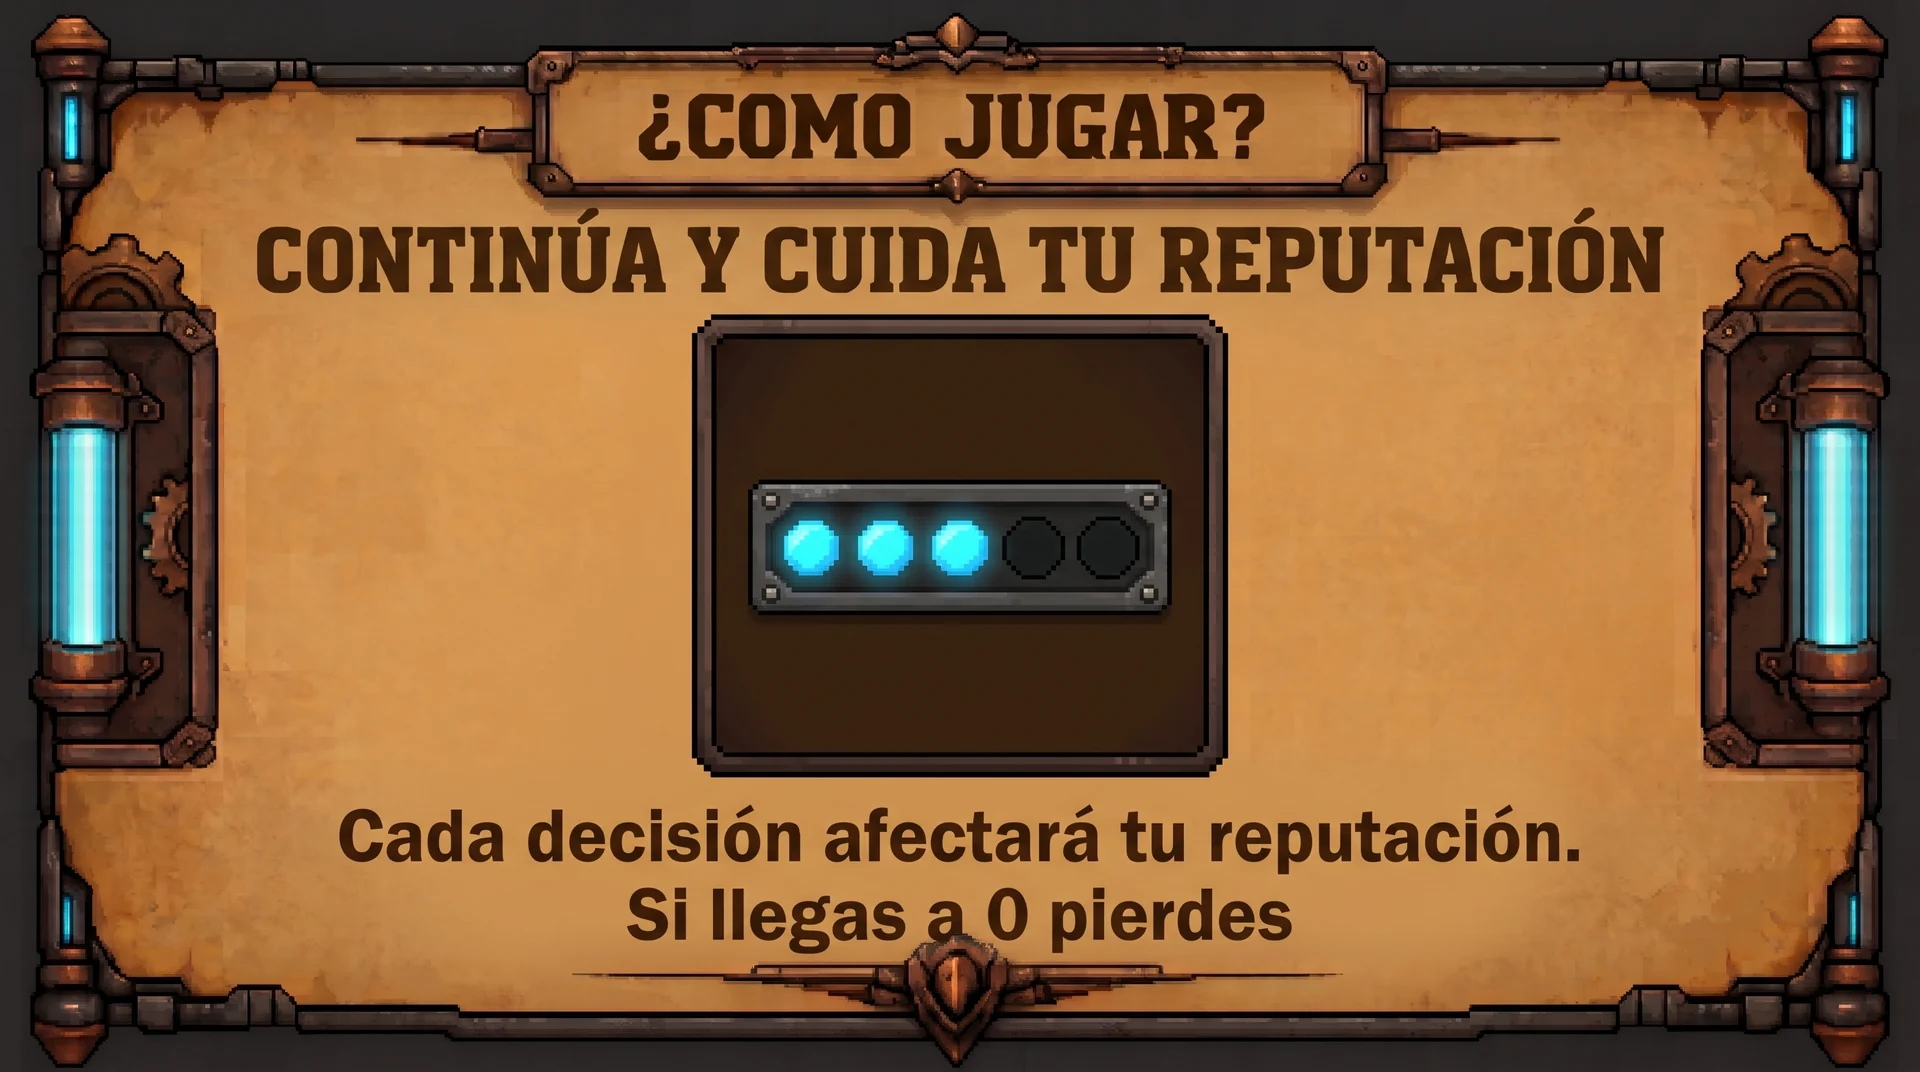 ¿COMO JUGAR?
CONTINÚA Y CUIDA TU REPUTACIÓN
Cada decisión afectará tu reputación.
Si llegas a 0 pierdes